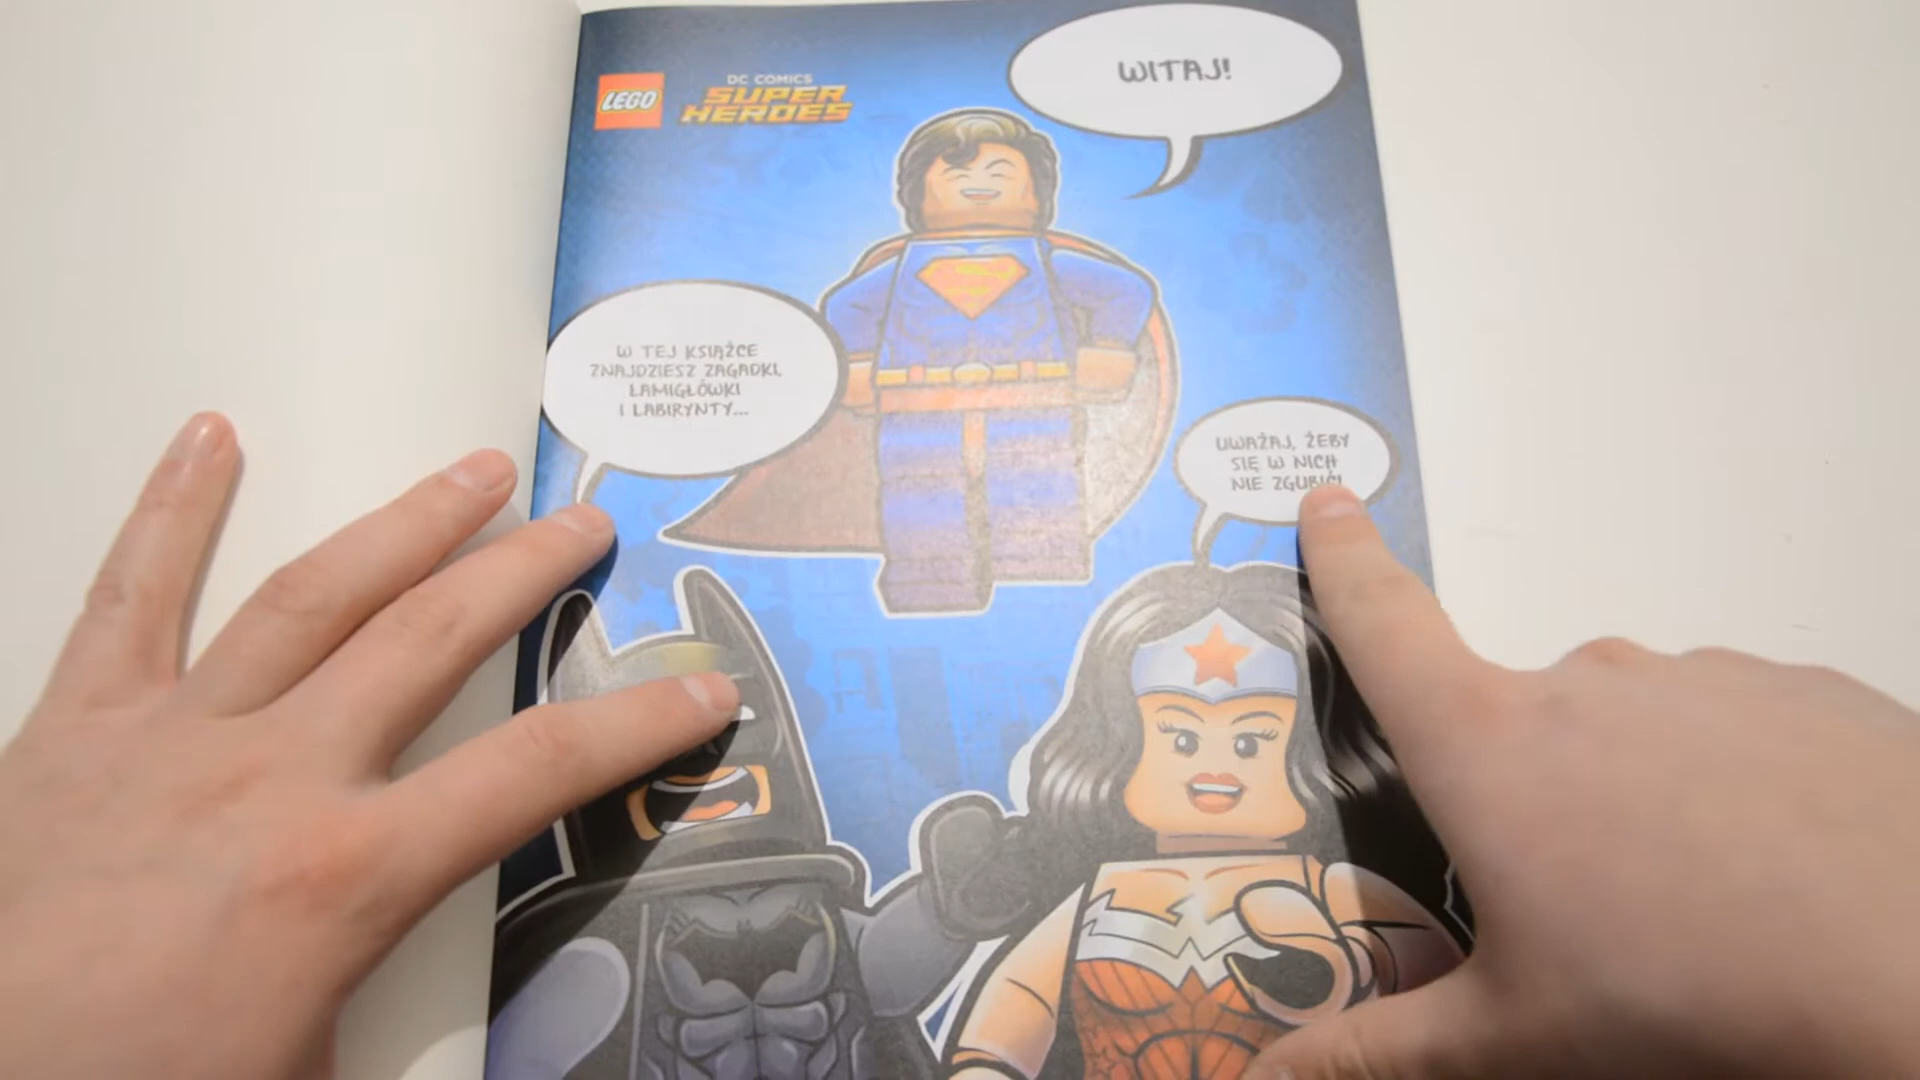 WITAJ!
LEGO
DC COMICS
SUPER
HEROES
W TEJ KSIĄŻCE
ZNAJDZIESZ ZAGADKI,
ŁAMIGŁÓWKI
I LABIRYNTY...
UWAŻAJ, ŻEBY
SIĘ W NICH
NIE ZGUBIĆ!